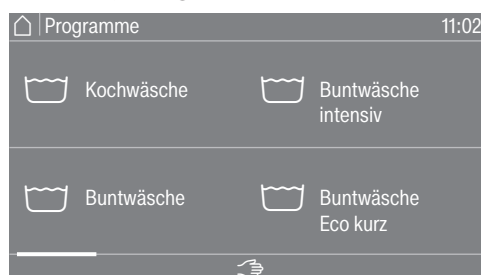 Programme 11:02
Kochwäsche
Buntwäsche
intensiv
Buntwäsche
Buntwäsche
Eco kurz